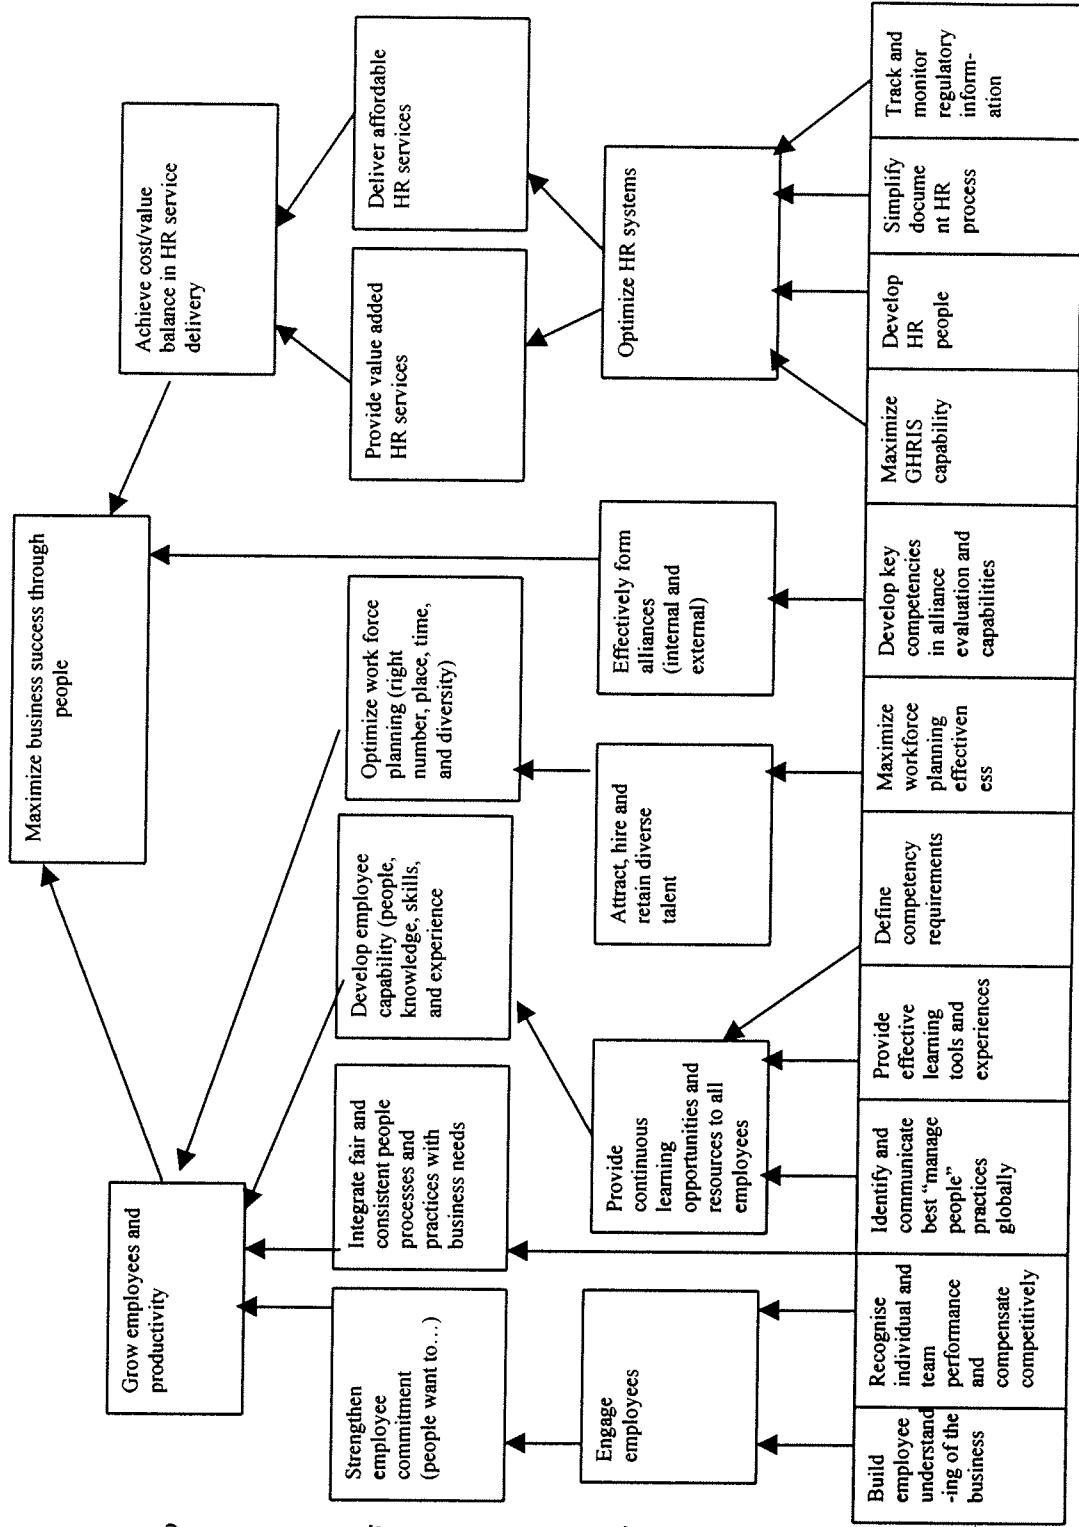 Maximize business success through
people
Grow employees and
productivity
Achieve cost/value
balance in HR service
delivery
Strengthen
employee
commitment
(people want to…)
Integrate fair and
consistent people
processes and
practices with
business needs
Develop employee
capability (people,
knowledge, skills,
and experience
Optimize work force
planning (right
number, place, time,
and diversity)
Provide value added
HR services
Deliver affordable
HR services
Engage
employees
Provide
continuous
learning
opportunities and
resources to all
employees
Attract, hire and
retain diverse
talent
Effectively form
alliances
(internal and
external)
Optimize HR systems
Build
employee
understand
-ing of the
business
Recognise
individual and
team
performance
and
compensate
competitively
Identify and
communicate
best “manage
people”
practices
globally
Provide
effective
learning
tools and
experiences
Define
competency
requirements
Maximize
workforce
planning
effectiven
ess
Develop key
competencies
in alliance
evaluation and
capabilities
Maximize
GHRIS
capability
Develop
HR
people
Simplify
docume
nt HR
process
Track and
monitor
regulatory
inform-
ation